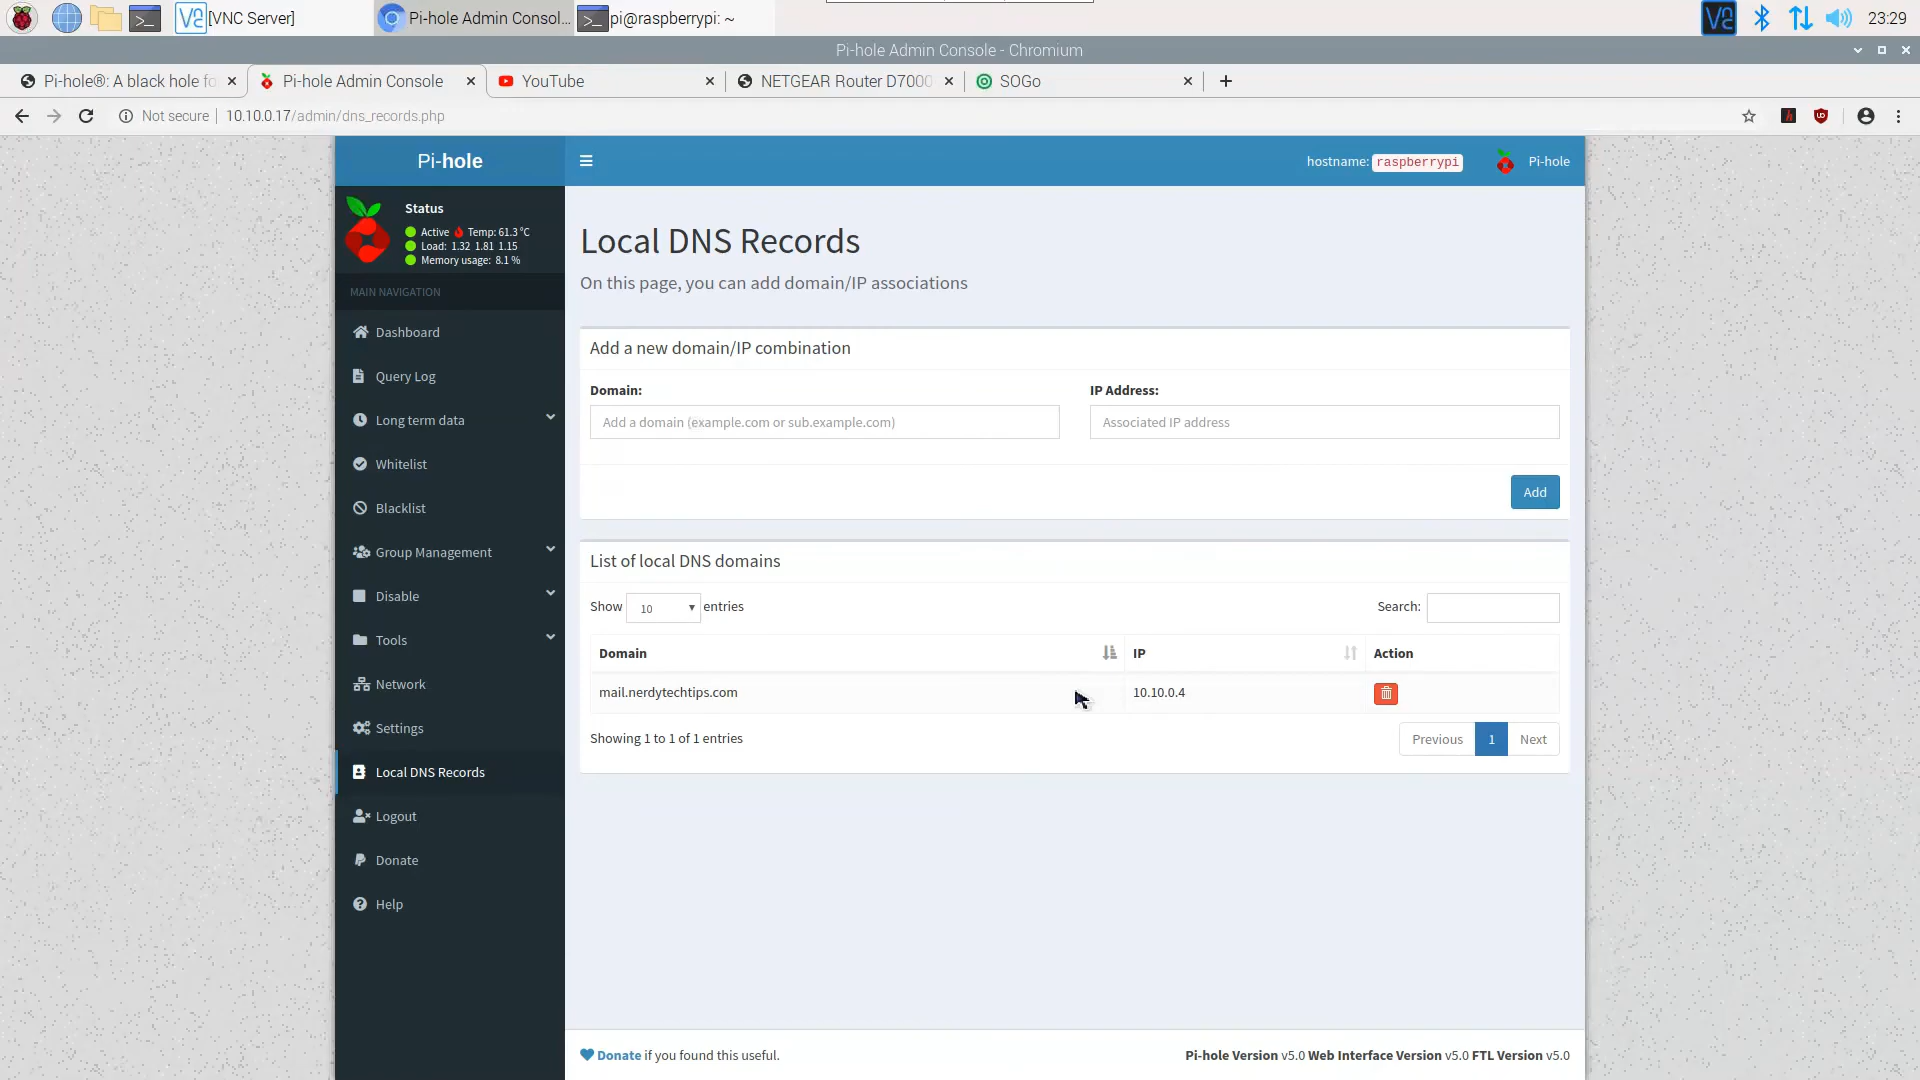 [VNC Server]
Pi-hole Admin Consol...
pi@raspberrypi: ~
23:29
Pi-hole Admin Console - Chromium
Pi-hole®: A black hole fo
Pi-hole Admin Console
YouTube
NETGEAR Router D7000
SOGo
Not secure
10.10.0.17/admin/dns_records.php
Pi-hole
hostname: raspberrypi
Pi-hole
Status
Active Temp: 61.3 °C
Load: 1.32 1.81 1.15
Memory usage: 8.1 %
MAIN NAVIGATION
Dashboard
Query Log
Long term data
Whitelist
Blacklist
Group Management
Disable
Tools
Network
Settings
Local DNS Records
Logout
Donate
Help
Local DNS Records
On this page, you can add domain/IP associations
Add a new domain/IP combination
Domain:
IP Address:
Add a domain (example.com or sub.example.com)
Associated IP address
Add
List of local DNS domains
Show 10 entries
Search:
Domain
IP
Action
mail.nerdytechtips.com
10.10.0.4
Showing 1 to 1 of 1 entries
Previous
1
Next
Donate if you found this useful.
Pi-hole Version v5.0 Web Interface Version v5.0 FTL Version v5.0